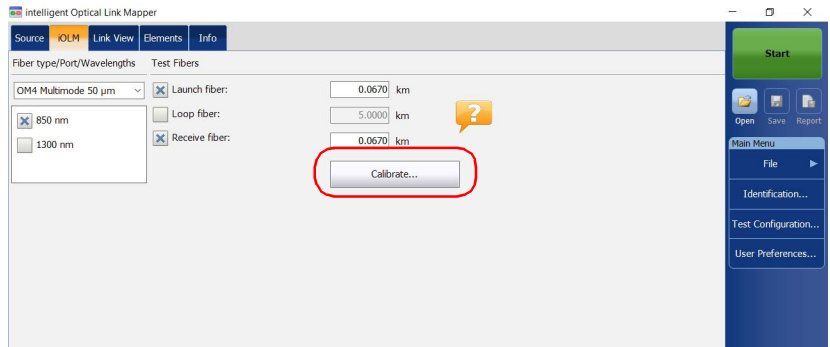 intelligent Optical Link Mapper
Source iOLM Link View Elements Info
Fiber type/Port/Wavelengths Test Fibers
OM4 Multimode 50 µm
850 nm
1300 nm
Launch fiber: 0.0670 km
Loop fiber: 5.0000 km
Receive fiber: 0.0670 km
?
Calibrate...
Start
Open Save Report
Main Menu
File
Identification...
Test Configuration...
User Preferences...